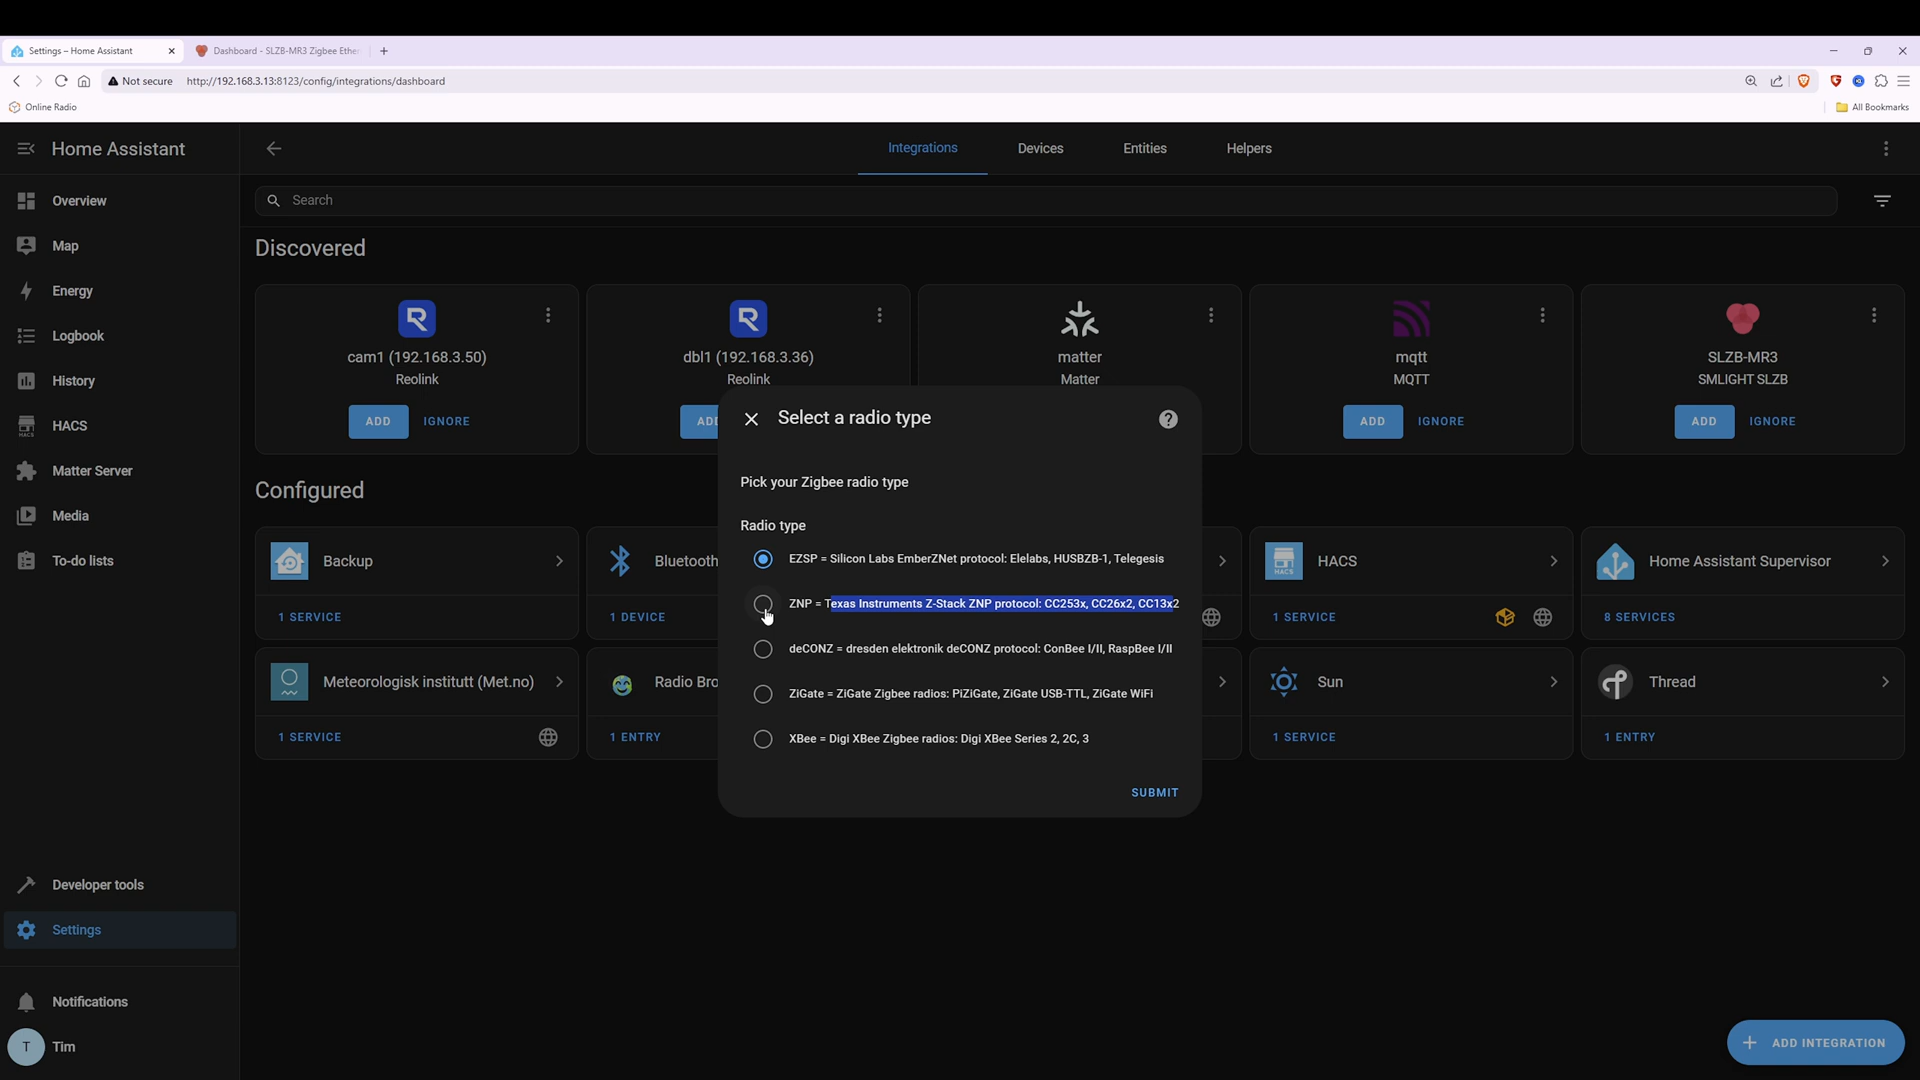 Settings – Home Assistant
Dashboard - SLZB-MR3 Zigbee Ether
Not secure
http://192.168.3.13:8123/config/integrations/dashboard
Online Radio
All Bookmarks
Home Assistant
Integrations
Devices
Entities
Helpers
Overview
Map
Energy
Logbook
History
HACS
HACS
Matter Server
Media
To-do lists
Developer tools
Settings
Notifications
T
Tim
Search
Discovered
cam1 (192.168.3.50)
Reolink
ADD
IGNORE
dbl1 (192.168.3.36)
Reolink
ADD
matter
Matter
mqtt
MQTT
ADD
IGNORE
SLZB-MR3
SMLIGHT SLZB
ADD
IGNORE
Configured
Backup
1 SERVICE
Bluetooth
1 DEVICE
HACS
HACS
1 SERVICE
Home Assistant Supervisor
8 SERVICES
Meteorologisk institutt (Met.no)
1 SERVICE
Radio Bro
1 ENTRY
Sun
1 SERVICE
Thread
1 ENTRY
Select a radio type
Pick your Zigbee radio type
Radio type
EZSP = Silicon Labs EmberZNet protocol: Elelabs, HUSBZB-1, Telegesis
ZNP = Texas Instruments Z-Stack ZNP protocol: CC253x, CC26x2, CC13x2
deCONZ = dresden elektronik deCONZ protocol: ConBee I/II, RaspBee I/II
ZiGate = ZiGate Zigbee radios: PiZiGate, ZiGate USB-TTL, ZiGate WiFi
XBee = Digi XBee Zigbee radios: Digi XBee Series 2, 2C, 3
SUBMIT
ADD INTEGRATION